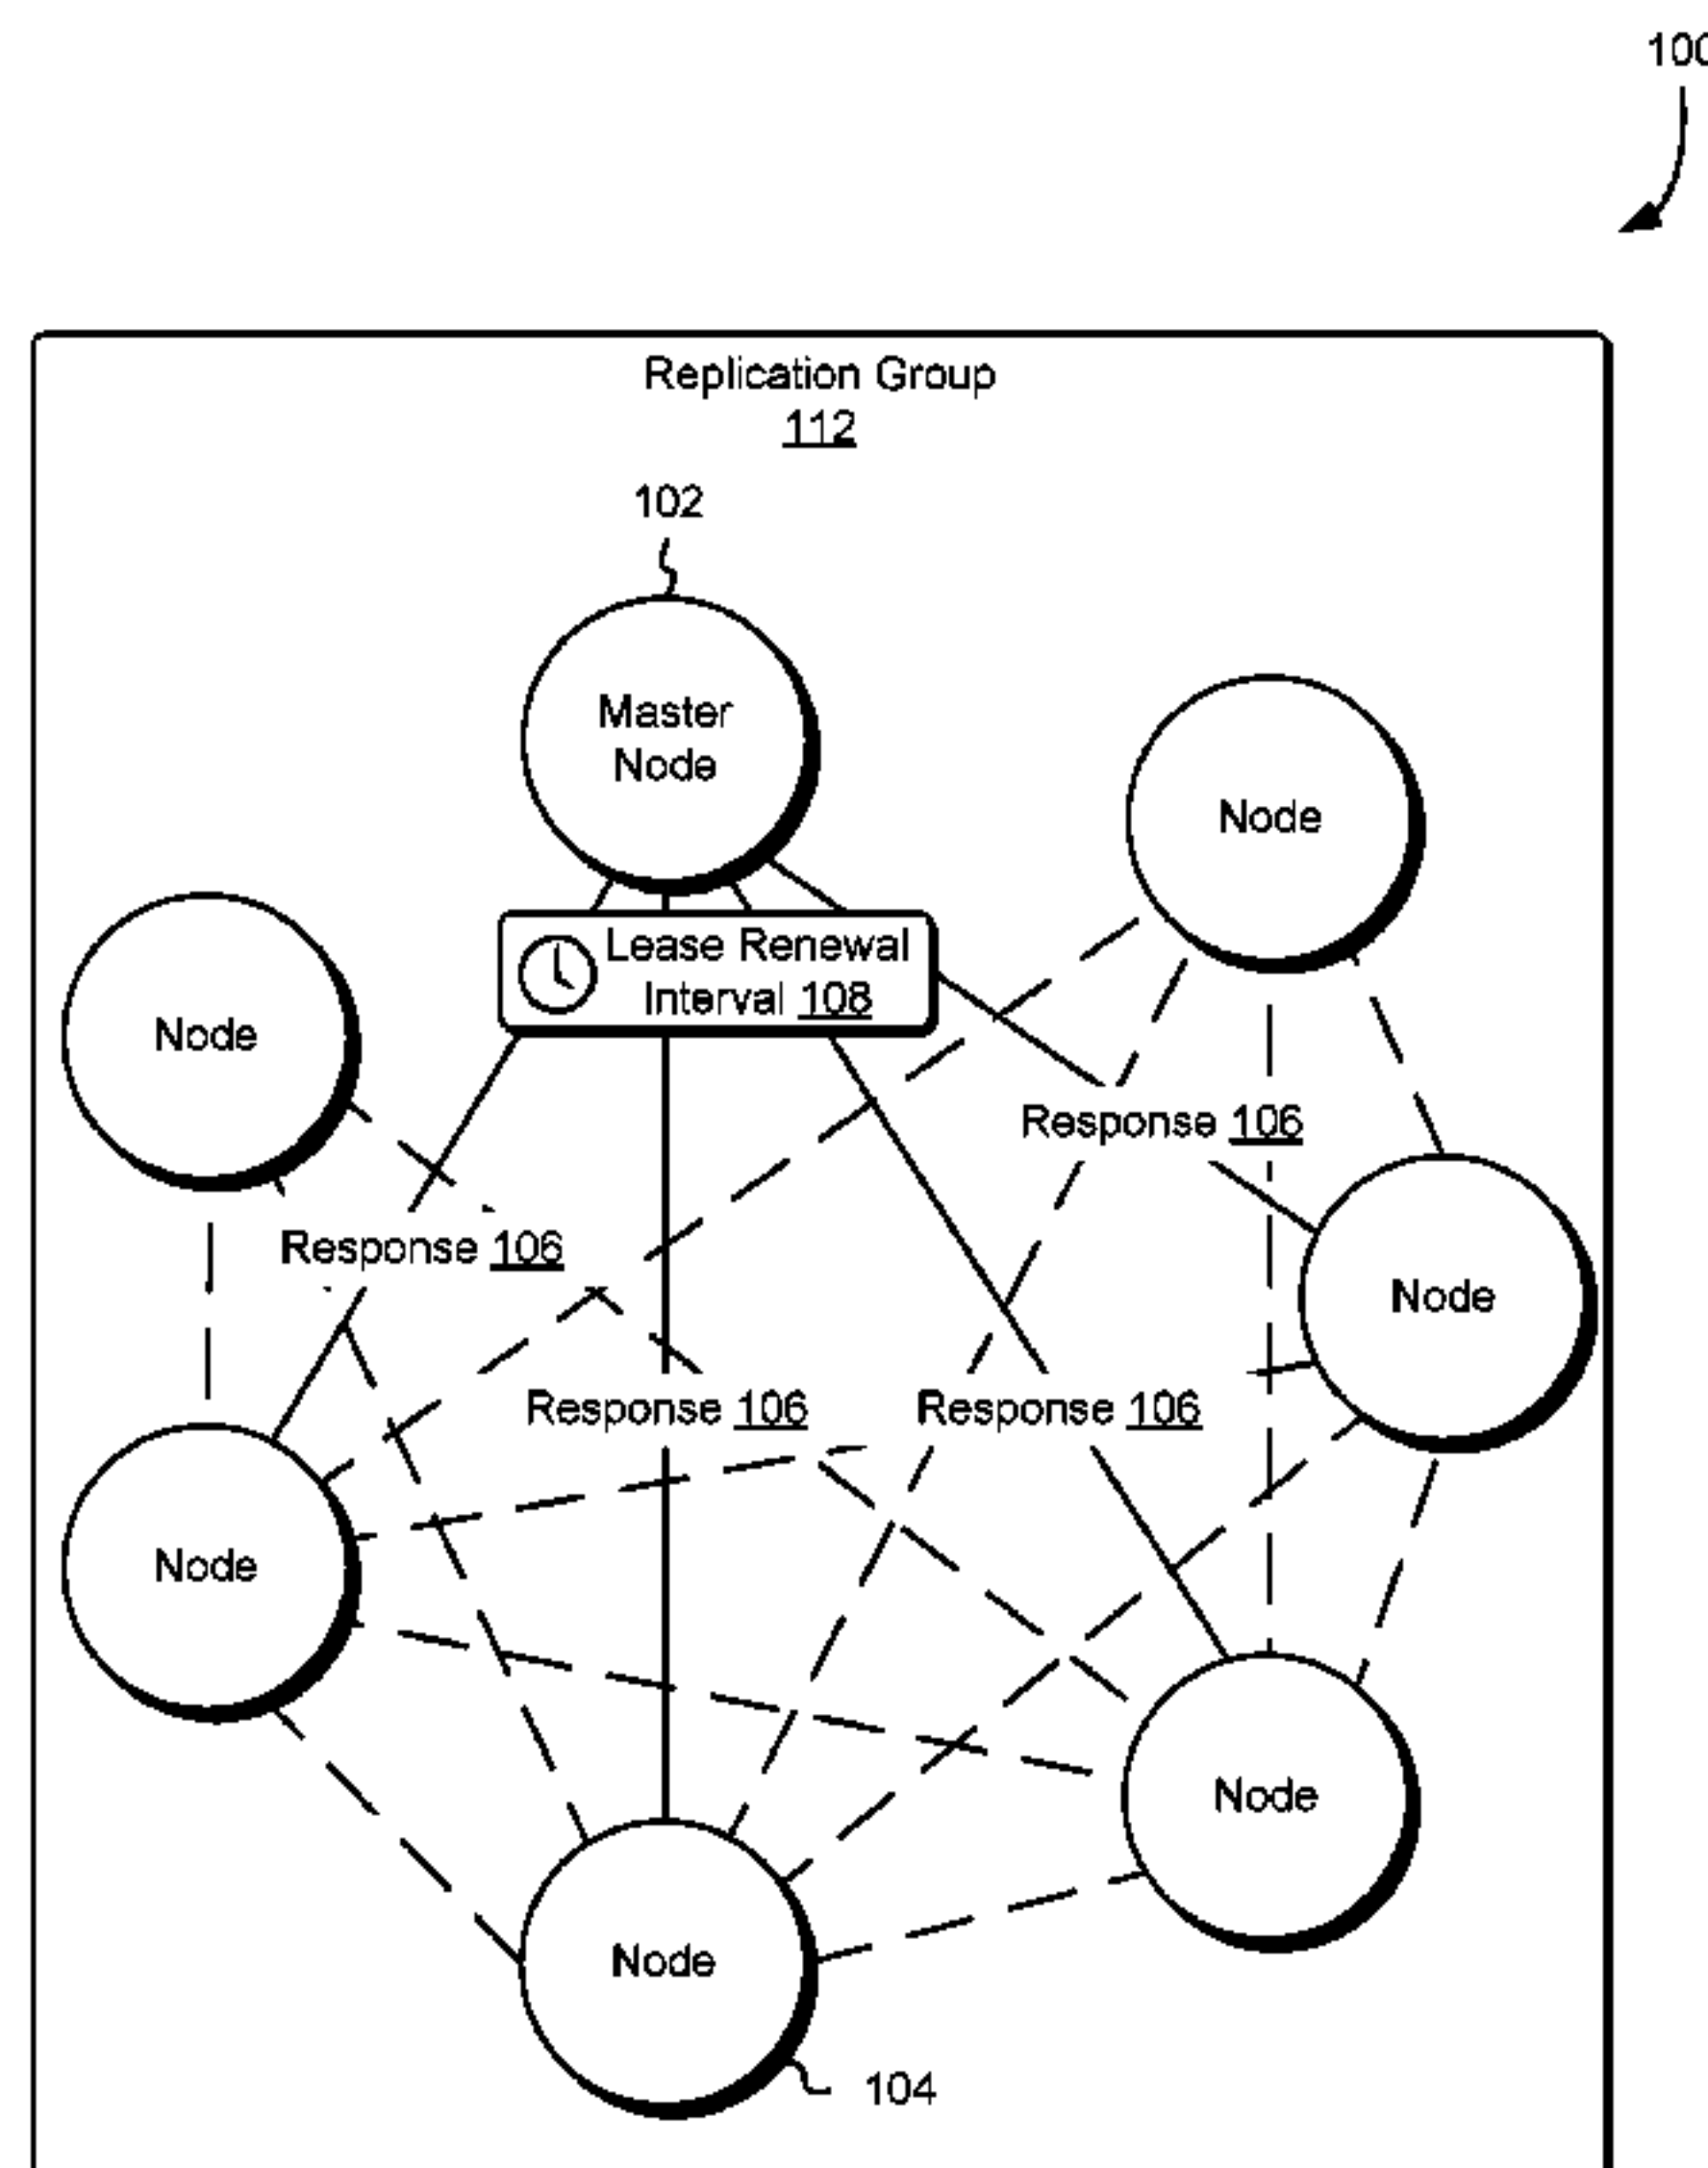 100
Replication Group
112
102
Master
Node
Node
Node
Lease Renewal
Interval 108
Response 106
Response 106
Node
Response 106
Response 106
Node
Node
Node
104